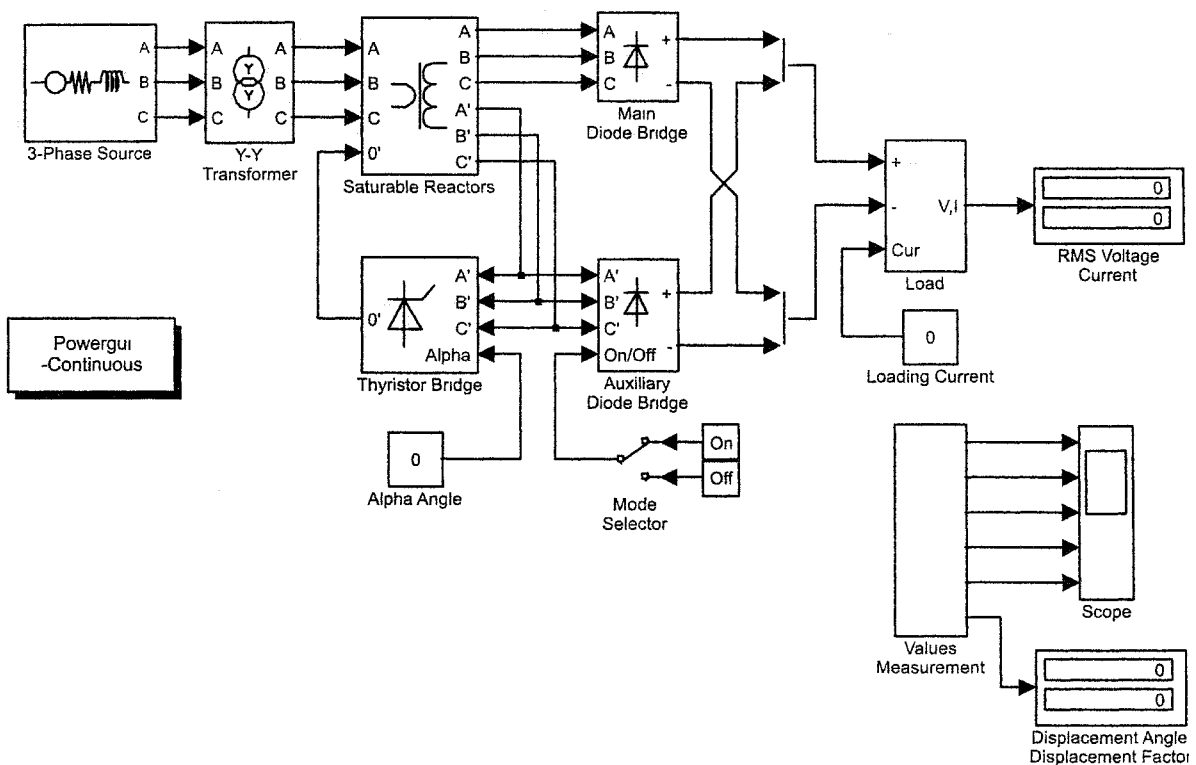 A
B
C
3-Phase Source
A
B
C
Y
Y
A
B
C
Y-Y
Transformer
A
B
C
0'
A
B
C
A'
B'
C'
Saturable Reactors
A
B
C
+
-
Main
Diode Bridge
+
-
Cur
V,I
Load
0
0
RMS Voltage
Current
0
Loading Current
0'
A'
B'
C'
Alpha
Thyristor Bridge
A'
B'
C'
On/Off
+
-
Auxiliary
Diode Bridge
Powergui
-Continuous
0
Alpha Angle
On
Off
Mode
Selector
Values
Measurement
Scope
0
0
Displacement Angle
Displacement Factor